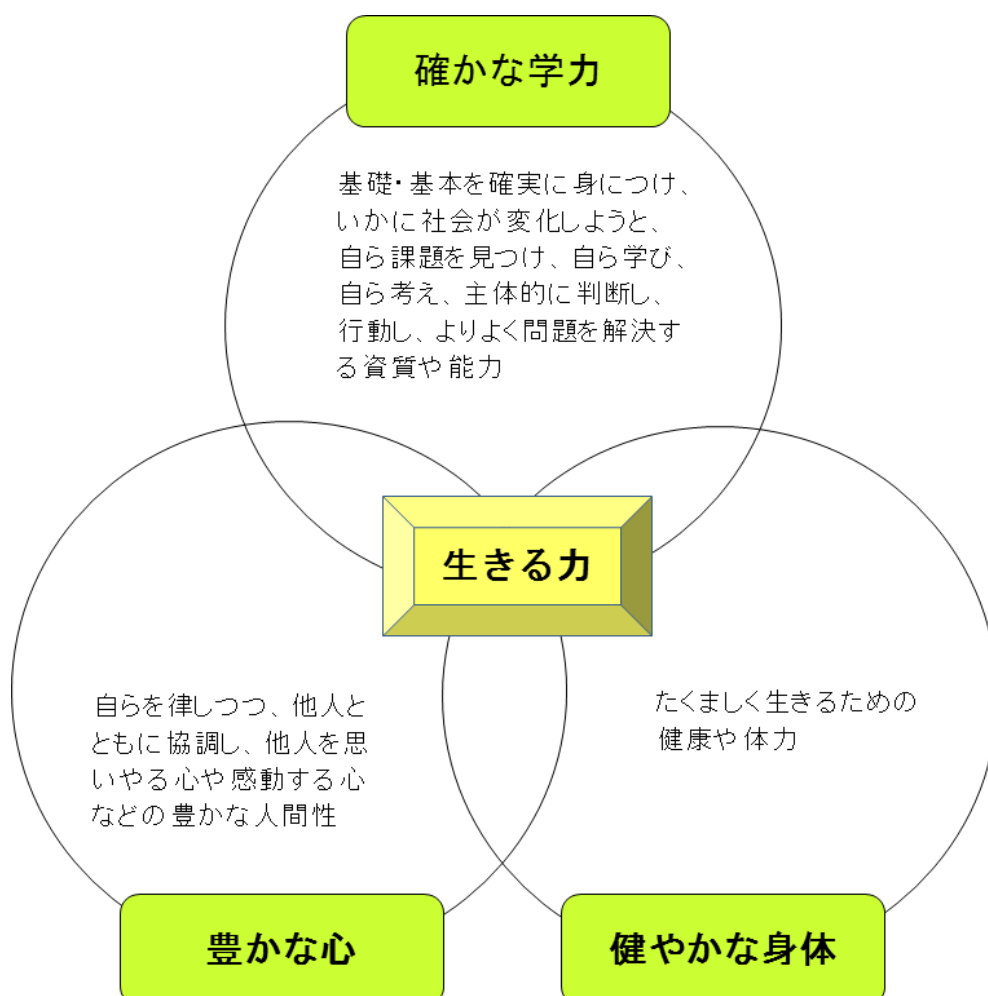 確かな学力
基礎・基本を確実に身につけ、
いかに社会が変化しようと、
自ら課題を見つけ、自ら学び、
自ら考え、主体的に判断し、
行動し、よりよく問題を解決す
る資質や能力
生きる力
自らを律しつつ、他人と
ともに協調し、他人を思
いやる心や感動する心
などの豊かな人間性
たくましく生きるための
健康や体力
豊かな心
健やかな身体